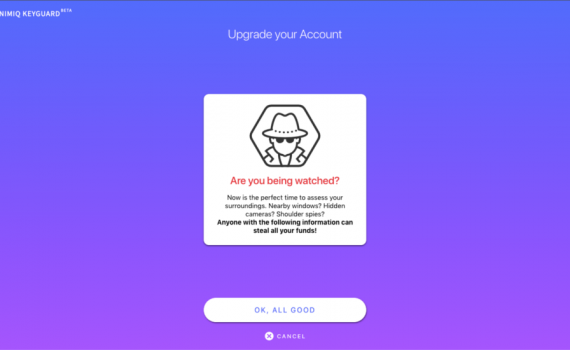 NIMIQ KEYGUARD BETA
Upgrade your Account
Are you being watched?
Now is the perfect time to assess your
surroundings. Nearby windows? Hidden
cameras? Shoulder spies?
Anyone with the following information can
steal all your funds!
OK, ALL GOOD
CANCEL